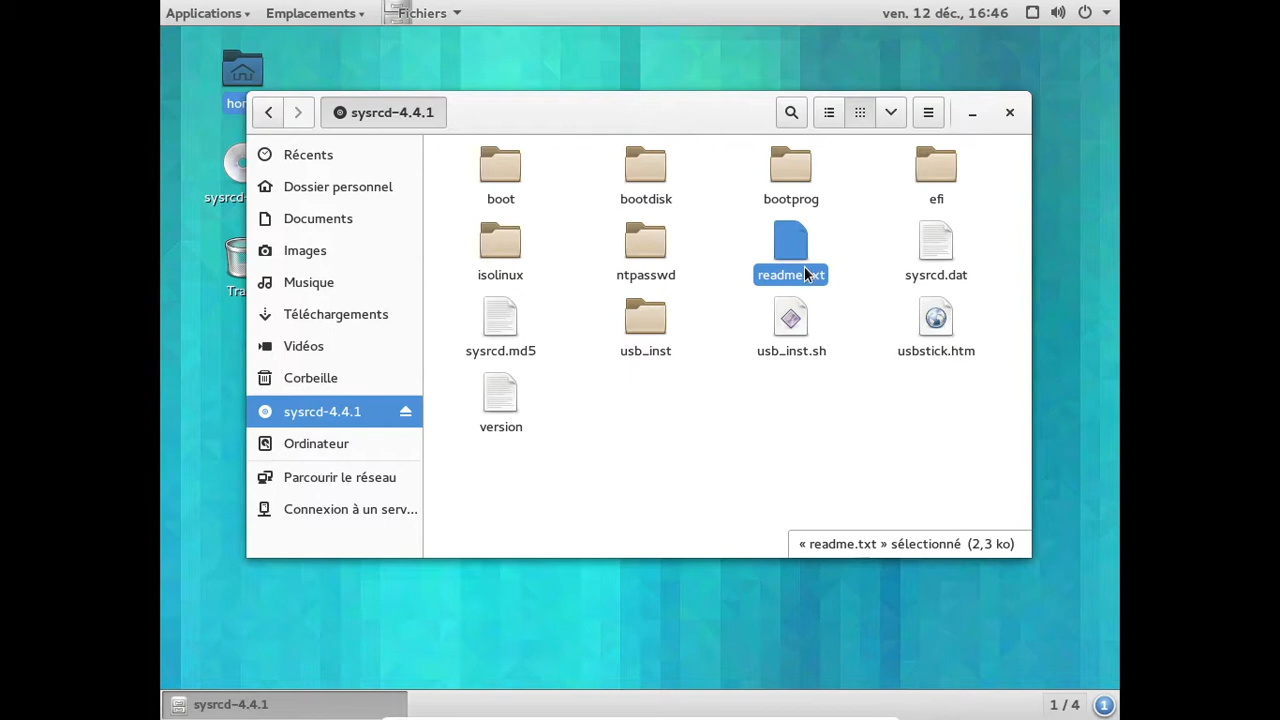 Applications Emplacements Fichiers ven. 12 déc., 16:46
sysrcd-4.4.1
Récents
Dossier personnel
Documents
Images
Musique
Téléchargements
Vidéos
Corbeille
sysrcd-4.4.1
Ordinateur
Parcourir le réseau
Connexion à un serv...
boot bootdisk bootprog efi
isolinux ntpasswd readme.txt sysrcd.dat
sysrcd.md5 usb_inst usb_inst.sh usbstick.htm
version
« readme.txt » sélectionné (2,3 ko)
sysrcd-4.4.1 1 / 4 1